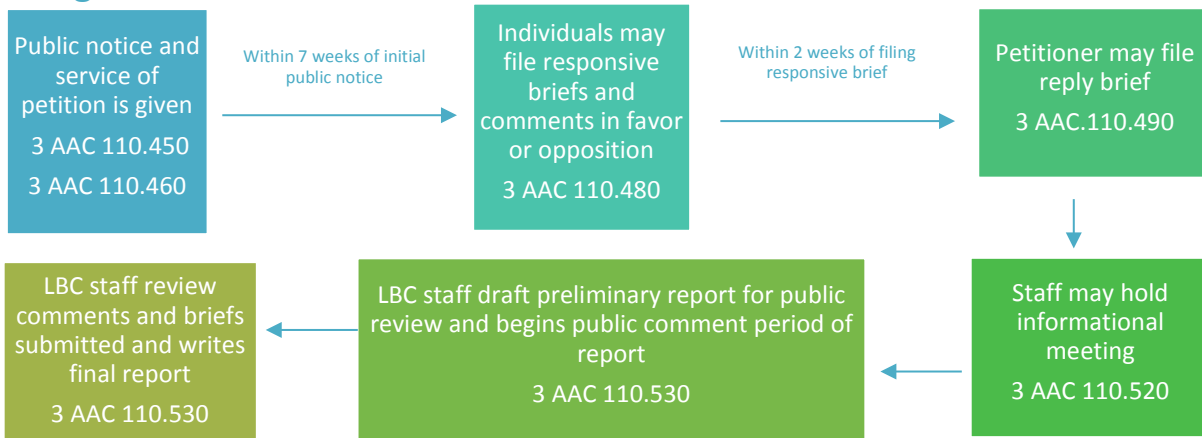 Public notice and
service of
petition is given
3 AAC 110.450
3 AAC 110.460
Within 7 weeks of initial
public notice
Individuals may
file responsive
briefs and
comments in favor
or opposition
3 AAC 110.480
Within 2 weeks of filing
responsive brief
Petitioner may file
reply brief
3 AAC.110.490
Staff may hold
informational
meeting
3 AAC 110.520
LBC staff draft preliminary report for public
review and begins public comment period of
report
3 AAC 110.530
LBC staff review
comments and briefs
submitted and writes
final report
3 AAC 110.530